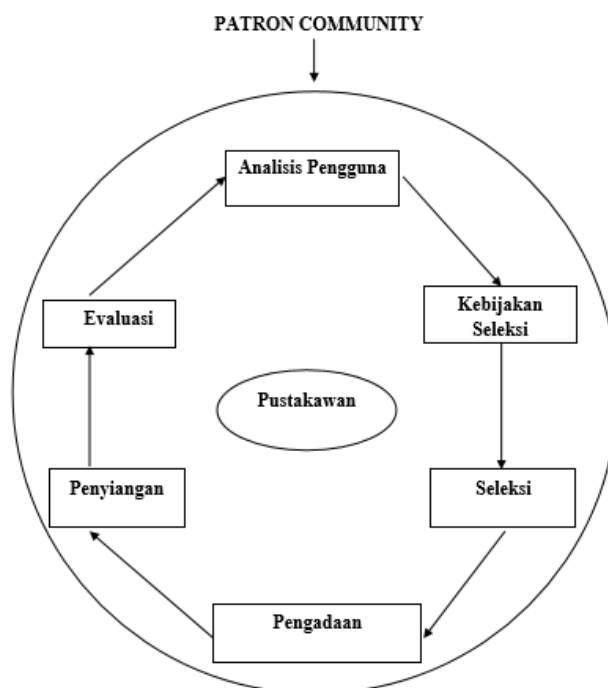 PATRON COMMUNITY
Analisis Pengguna
Evaluasi
Kebijakan
Seleksi
Pustakawan
Penyiangan
Seleksi
Pengadaan